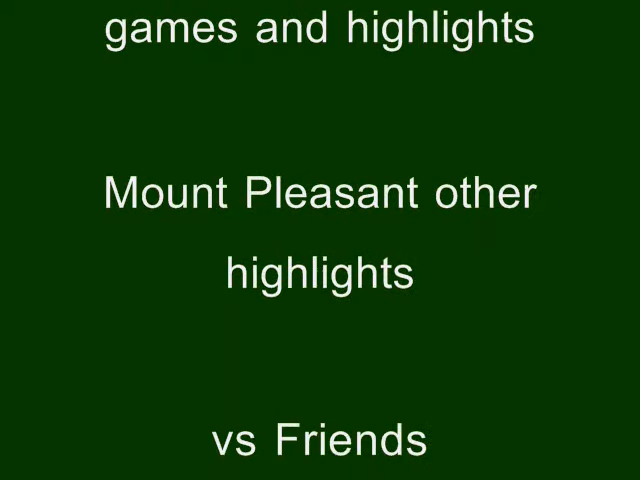 games and highlights
Mount Pleasant other
highlights
vs Friends